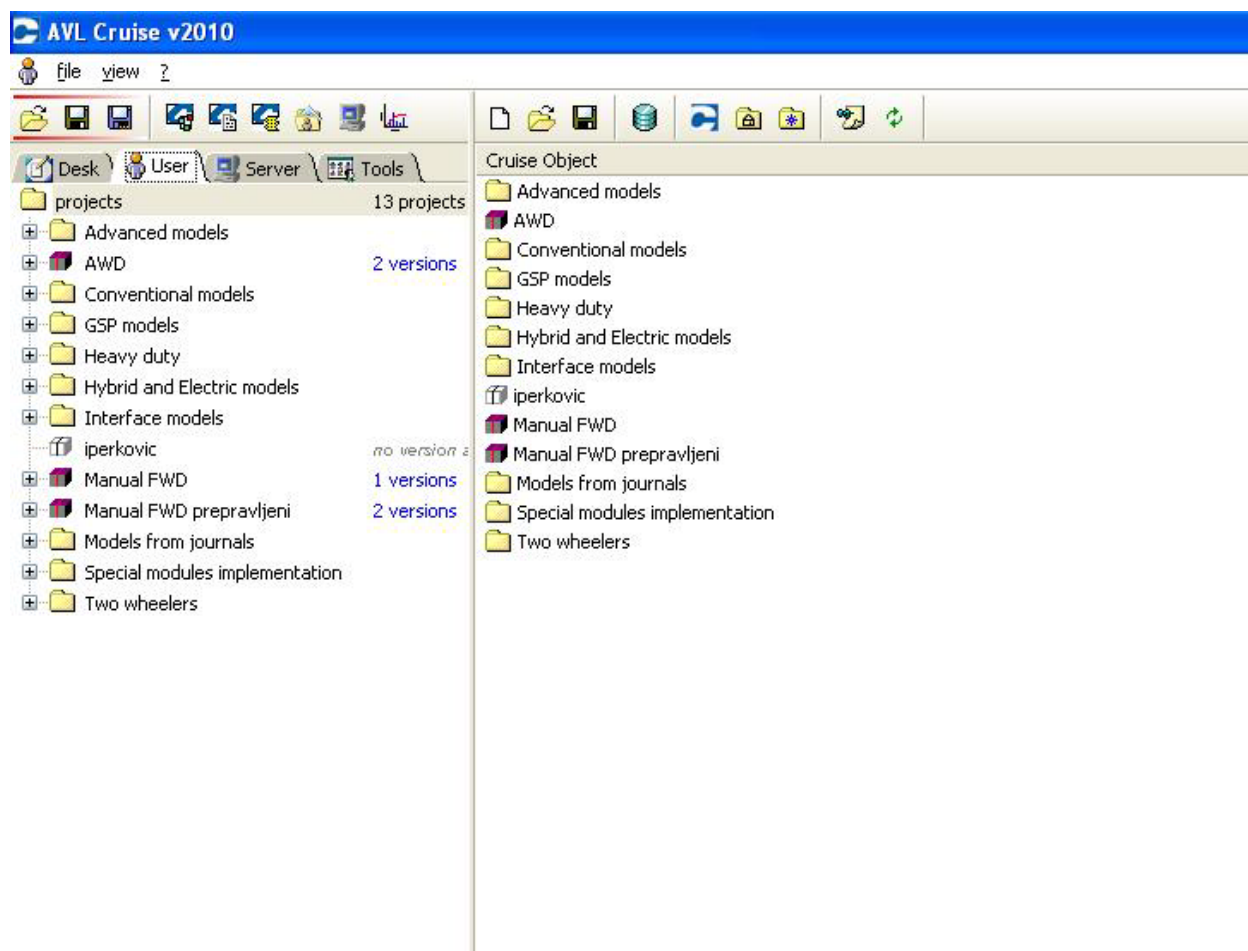 AVL Cruise v2010
file view ?
Desk User Server Tools
projects 13 projects
Advanced models
AWD 2 versions
Conventional models
GSP models
Heavy duty
Hybrid and Electric models
Interface models
iperkovic no version a
Manual FWD 1 versions
Manual FWD prepravljeni 2 versions
Models from journals
Special modules implementation
Two wheelers
Cruise Object
Advanced models
AWD
Conventional models
GSP models
Heavy duty
Hybrid and Electric models
Interface models
iperkovic
Manual FWD
Manual FWD prepravljeni
Models from journals
Special modules implementation
Two wheelers